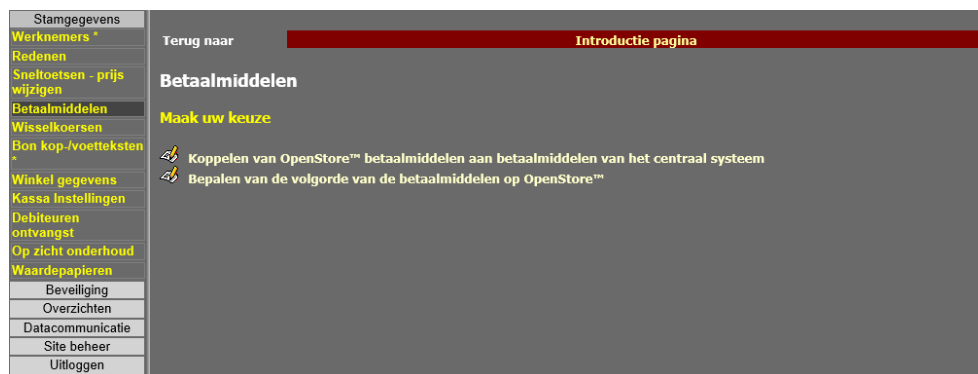 Stamgegevens
Werknemers *
Redenen
Sneltoetsen - prijs
wijzigen
Betaalmiddelen
Wisselkoersen
Bon kop-/voetteksten
*
Winkel gegevens
Kassa Instellingen
Debiteuren
ontvangst
Op zicht onderhoud
Waardepapieren
Beveiliging
Overzichten
Datacommunicatie
Site beheer
Uitloggen
Terug naar
Introductie pagina
Betaalmiddelen
Maak uw keuze
Koppelen van OpenStore™ betaalmiddelen aan betaalmiddelen van het centraal systeem
Bepalen van de volgorde van de betaalmiddelen op OpenStore™